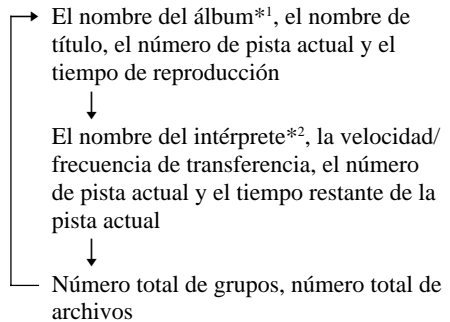 El nombre del álbum*1, el nombre de
título, el número de pista actual y el
tiempo de reproducción
El nombre del intérprete*2, la velocidad/
frecuencia de transferencia, el número
de pista actual y el tiempo restante de la
pista actual
Número total de grupos, número total de
archivos